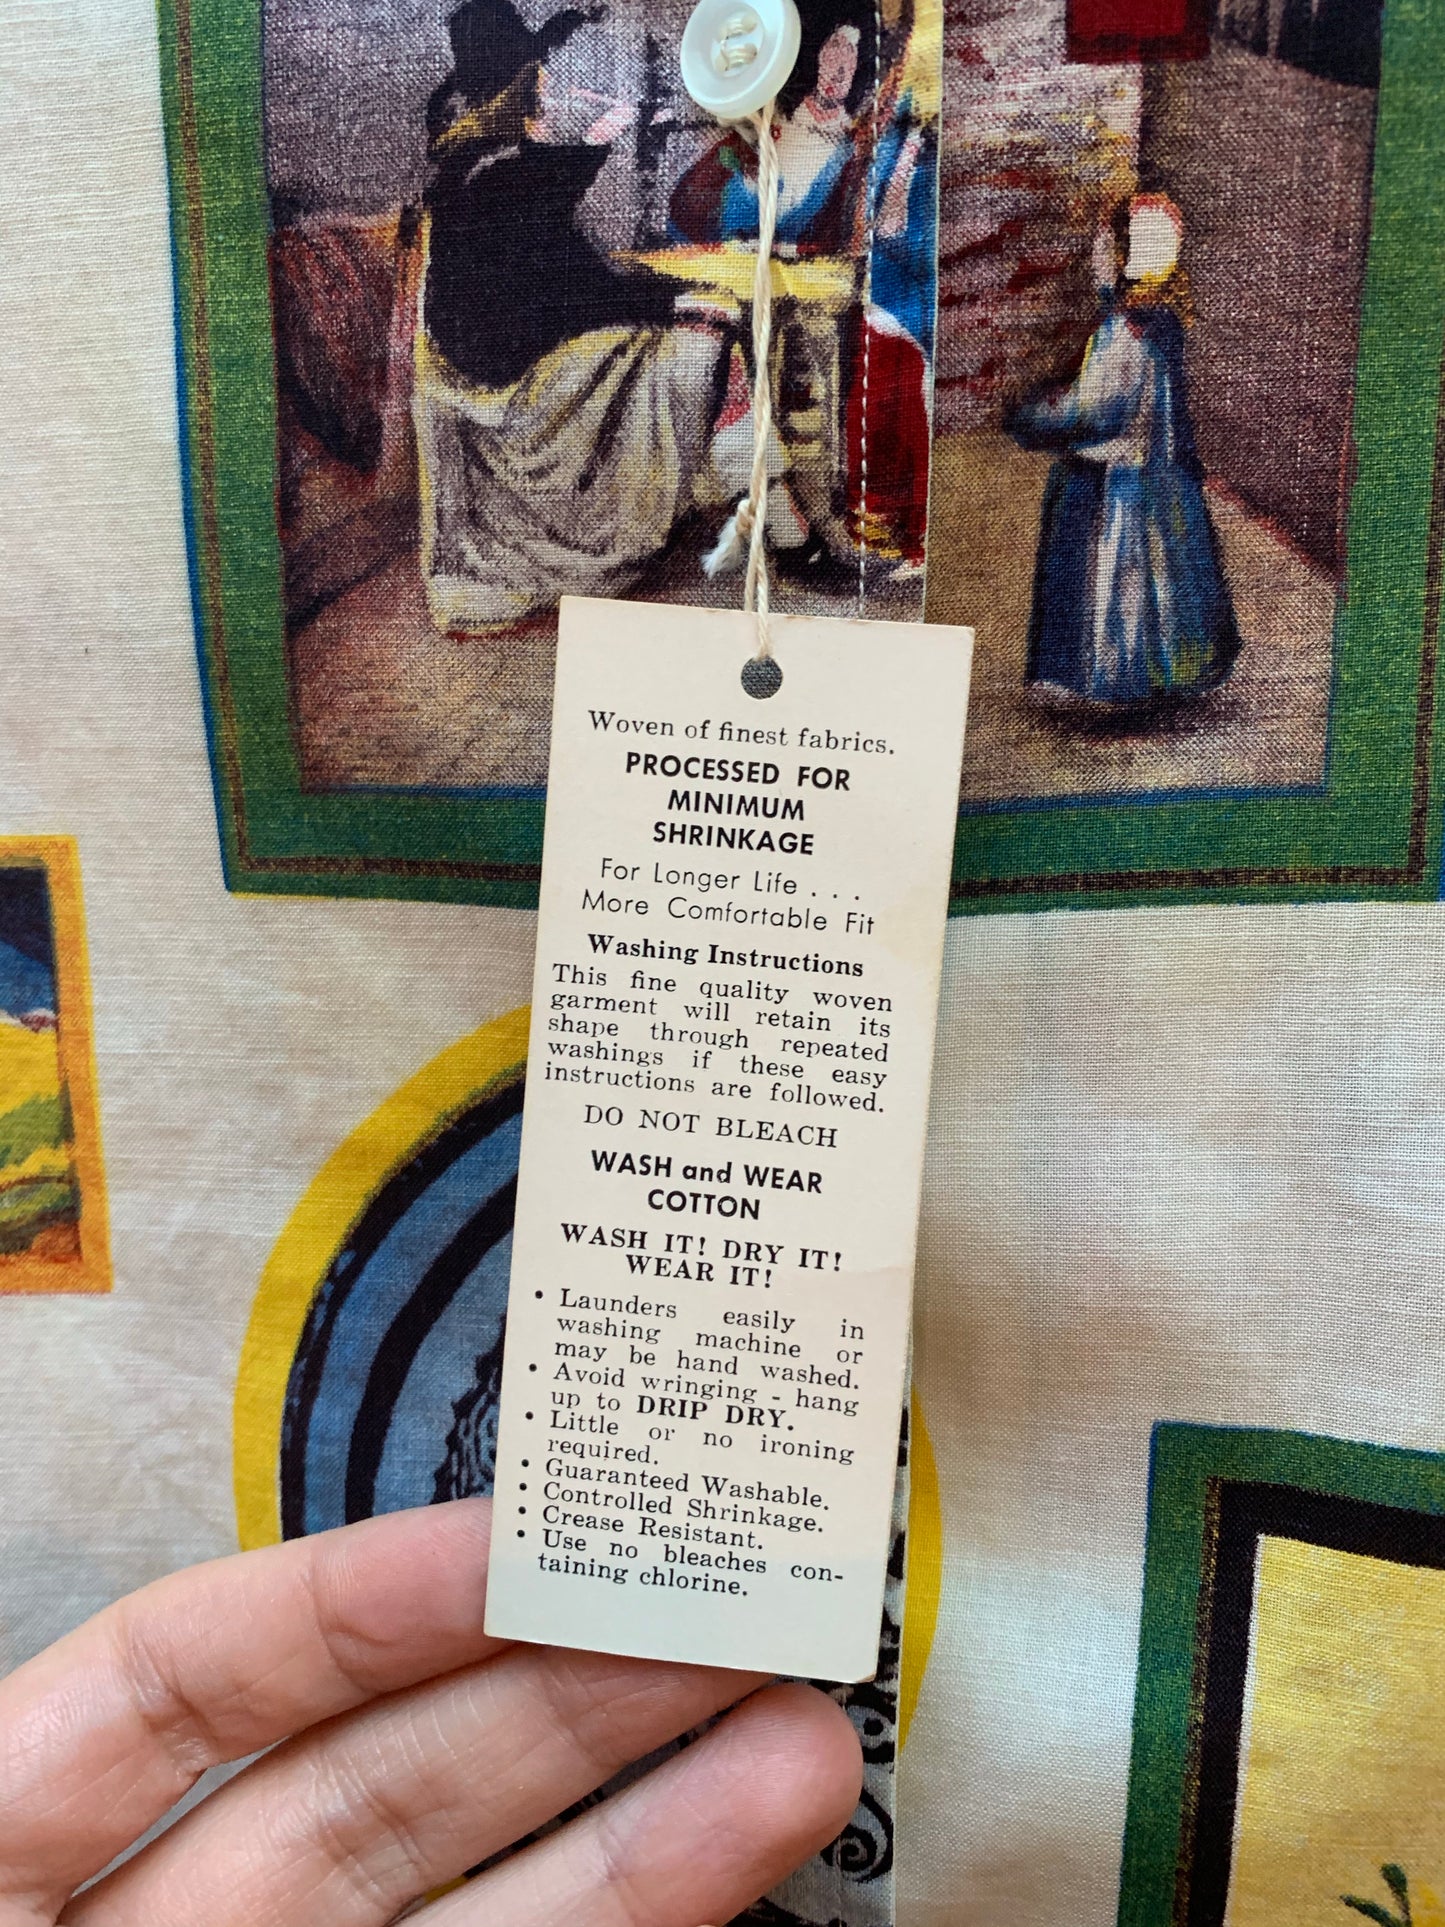 Woven of finest fabrics.
PROCESSED FOR
MINIMUM
SHRINKAGE
For Longer Life . . .
More Comfortable Fit
Washing Instructions
This fine quality woven
garment will retain its
shape through repeated
washings if these easy
instructions are followed.
DO NOT BLEACH
WASH and WEAR
COTTON
WASH IT! DRY IT!
WEAR IT!
• Launders easily in
washing machine or
may be hand washed.
• Avoid wringing - hang
up to DRIP DRY.
• Little or no ironing
required.
• Guaranteed Washable.
• Controlled Shrinkage.
• Crease Resistant.
• Use no bleaches con-
taining chlorine.